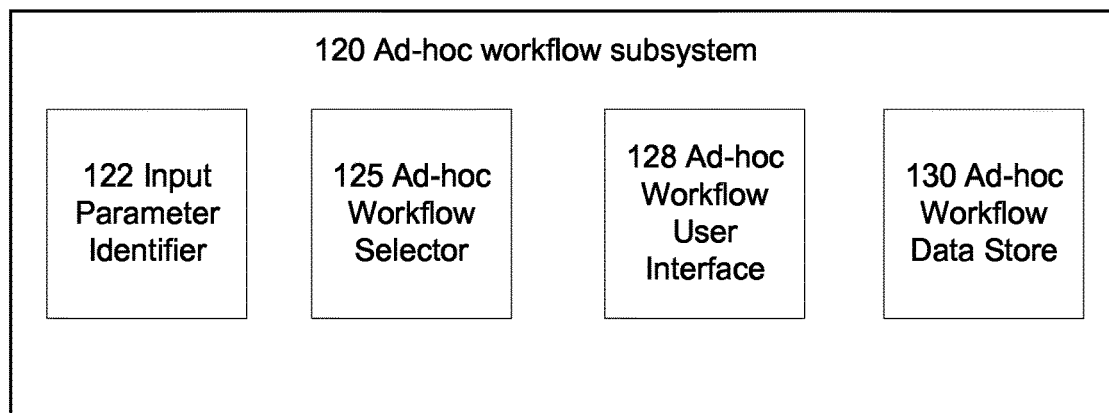 120 Ad-hoc workflow subsystem
122 Input
Parameter
Identifier
125 Ad-hoc
Workflow
Selector
128 Ad-hoc
Workflow
User
Interface
130 Ad-hoc
Workflow
Data Store